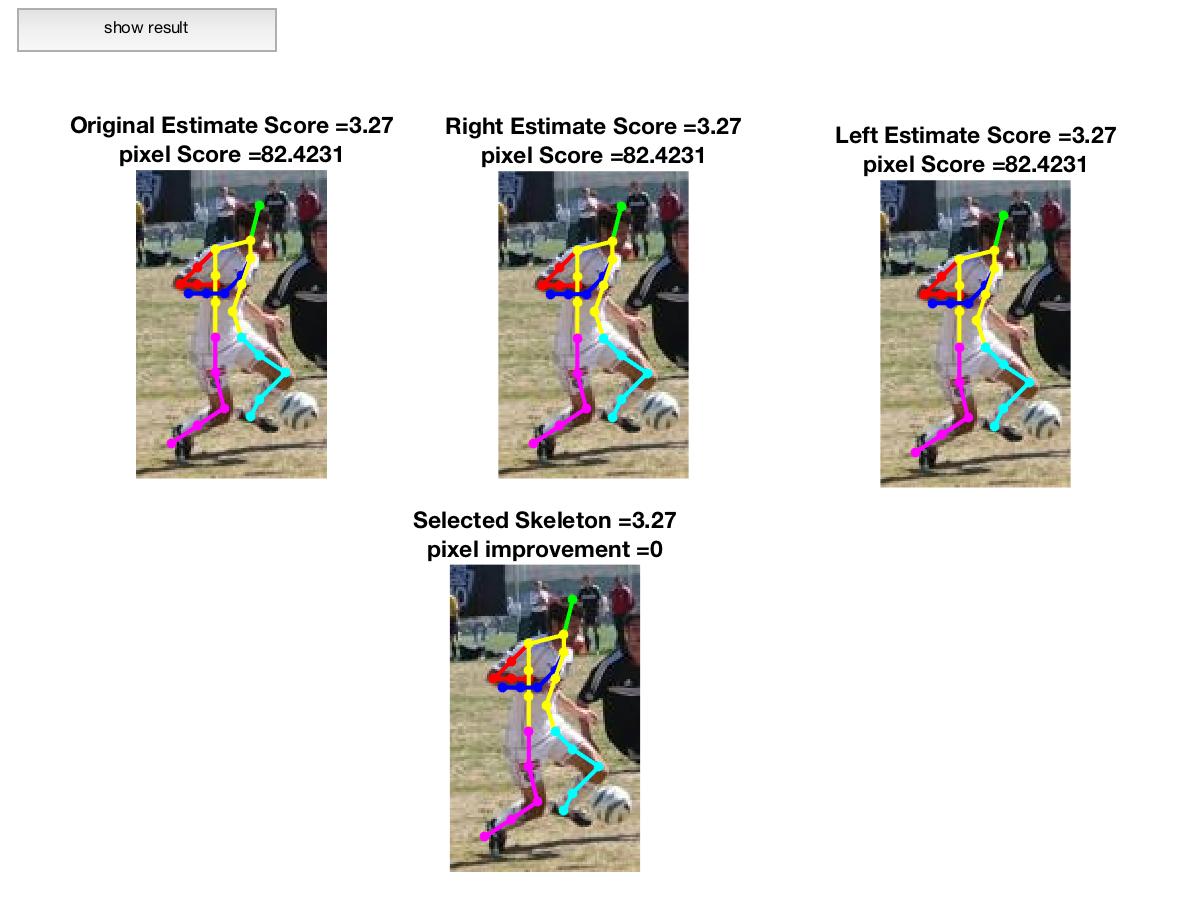 show result
Original Estimate Score =3.27
pixel Score =82.4231
Right Estimate Score =3.27
pixel Score =82.4231
Left Estimate Score =3.27
pixel Score =82.4231
Selected Skeleton =3.27
pixel improvement =0